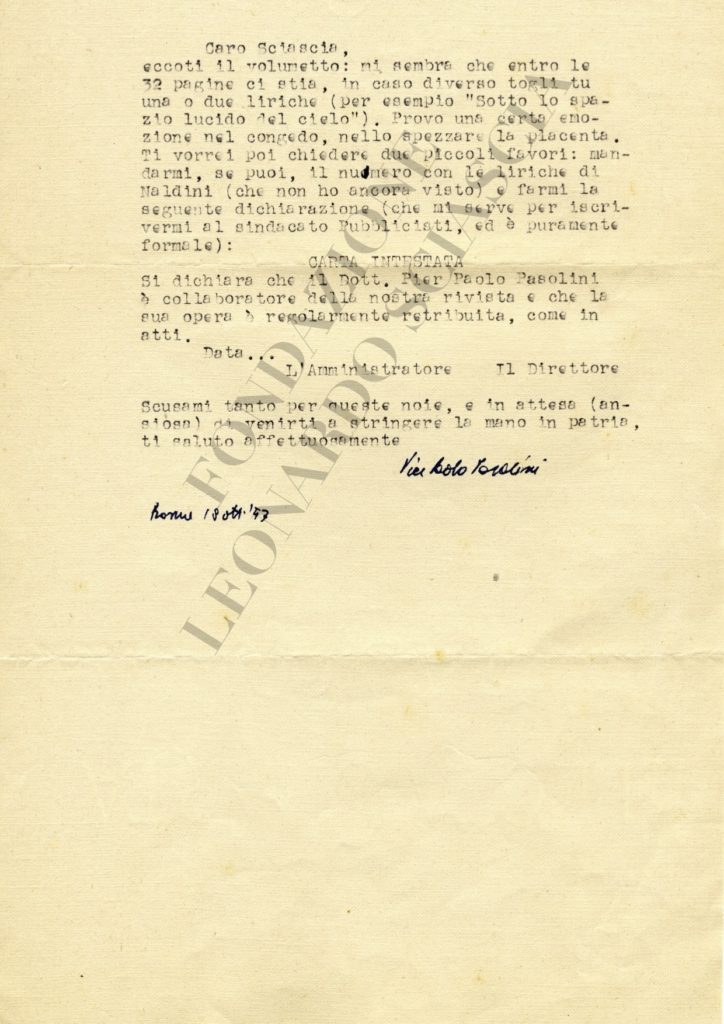 Caro Sciascia,
eccoti il volumetto: mi sembra che entro le
32 pagine ci stia, in caso diverso togli tu
una o due liriche (per esempio "Sotto lo spa-
zio lucido del cielo"). Provo una certa emo-
zione nel congedo, nello spezzare la placenta.
Ti vorrei poi chiedere due piccoli favori: man-
darmi, se puoi, il numero con le liriche di
Naldini (che non ho ancora visto) e farmi la
seguente dichiarazione (che mi serve per iscri-
vermi al sindacato Pubblicisti, ed è puramente
formale):
CARTA INTESTATA
Si dichiara che il Dott. Pier Paolo Pasolini
è collaboratore della nostra rivista e che la
sua opera è regolarmente retribuita, come in
atti.
Data...
L'Amministratore Il Direttore
Scusami tanto per queste noie, e in attesa (an-
siosa) di venirti a stringere la mano in patria,
ti saluto affettuosamente
Pier Paolo Pasolini
Roma 18 ott. '53
FONDAZIONE
LEONARDO SCIASCIA